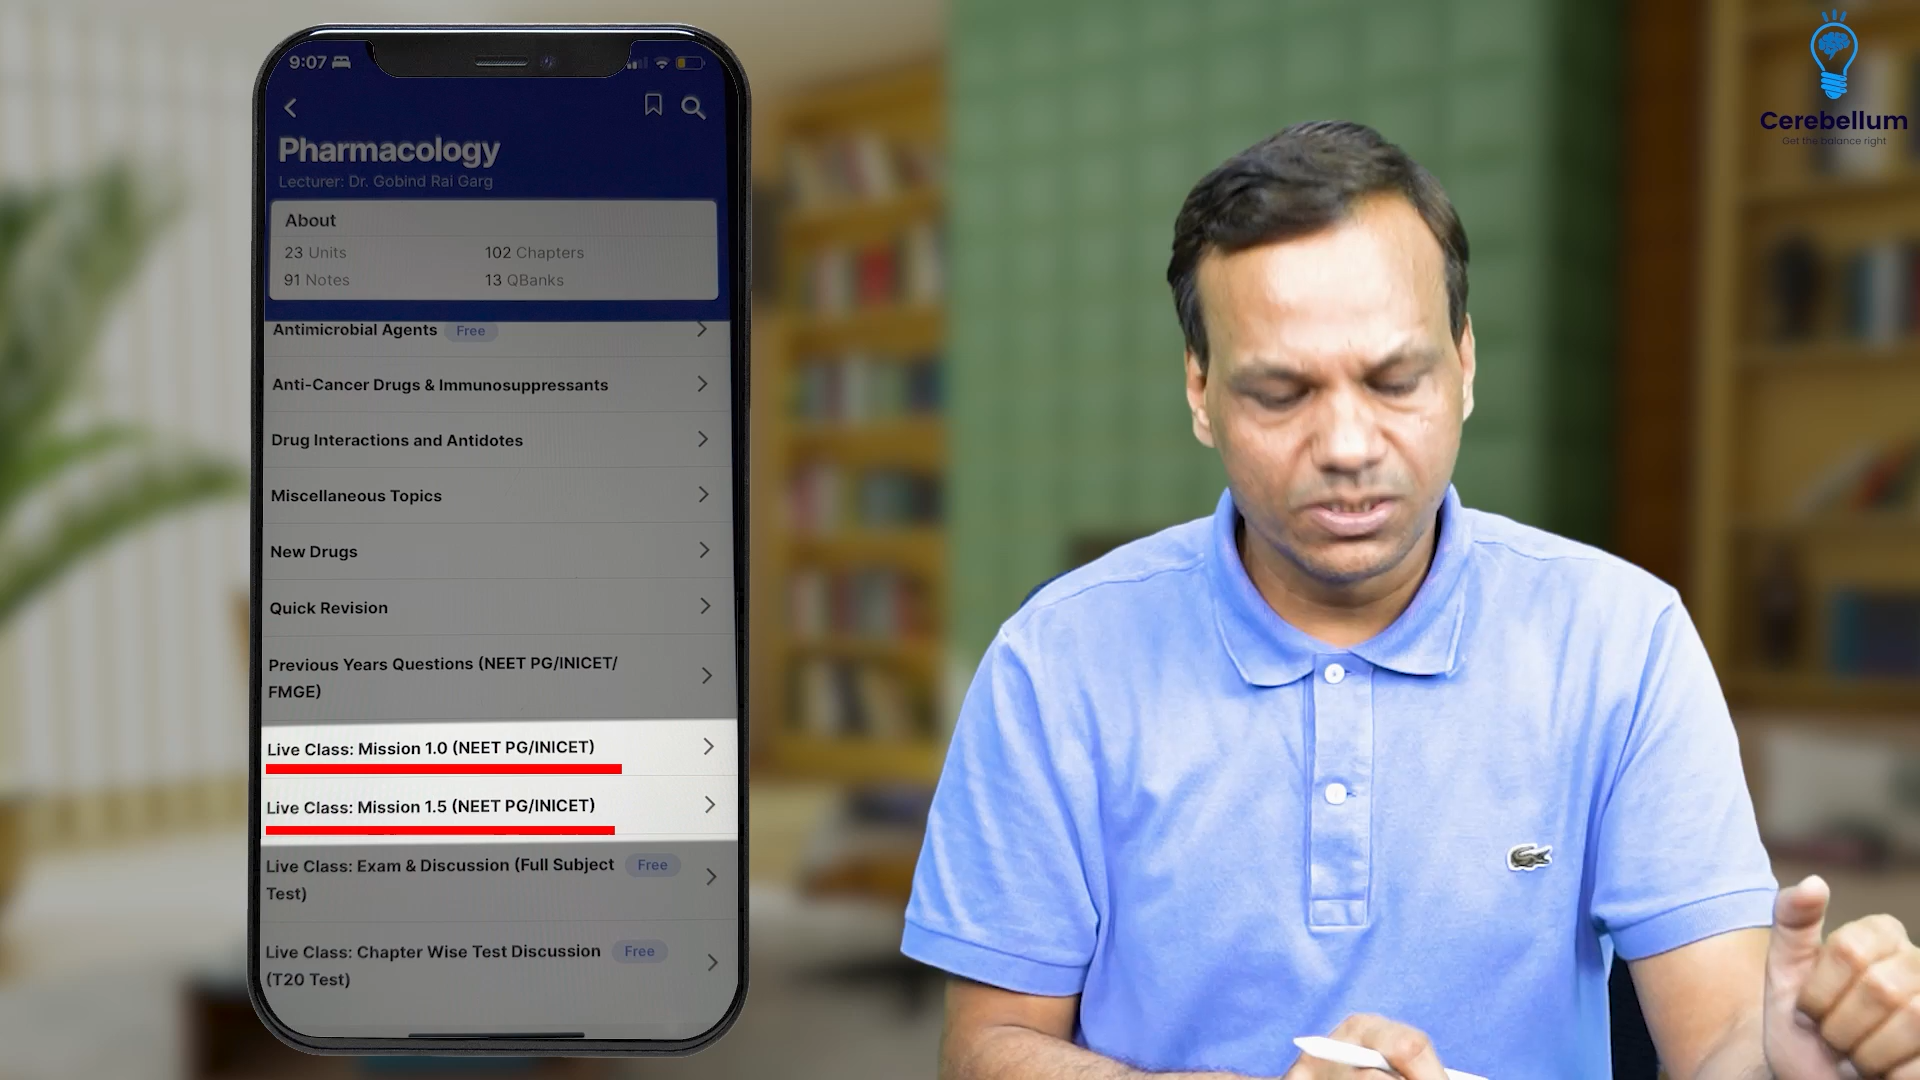 9:07
Pharmacology
Lecturer: Dr. Gobind Rai Garg
About
23 Units
102 Chapters
91 Notes
13 QBanks
Antimicrobial Agents Free
Anti-Cancer Drugs & Immunosuppressants
Drug Interactions and Antidotes
Miscellaneous Topics
New Drugs
Quick Revision
Previous Years Questions (NEET PG/INICET/
FMGE)
Live Class: Mission 1.0 (NEET PG/INICET)
Live Class: Mission 1.5 (NEET PG/INICET)
Live Class: Exam & Discussion (Full Subject Free
Test)
Live Class: Chapter Wise Test Discussion Free
(T20 Test)
Cerebellum
Get the balance right